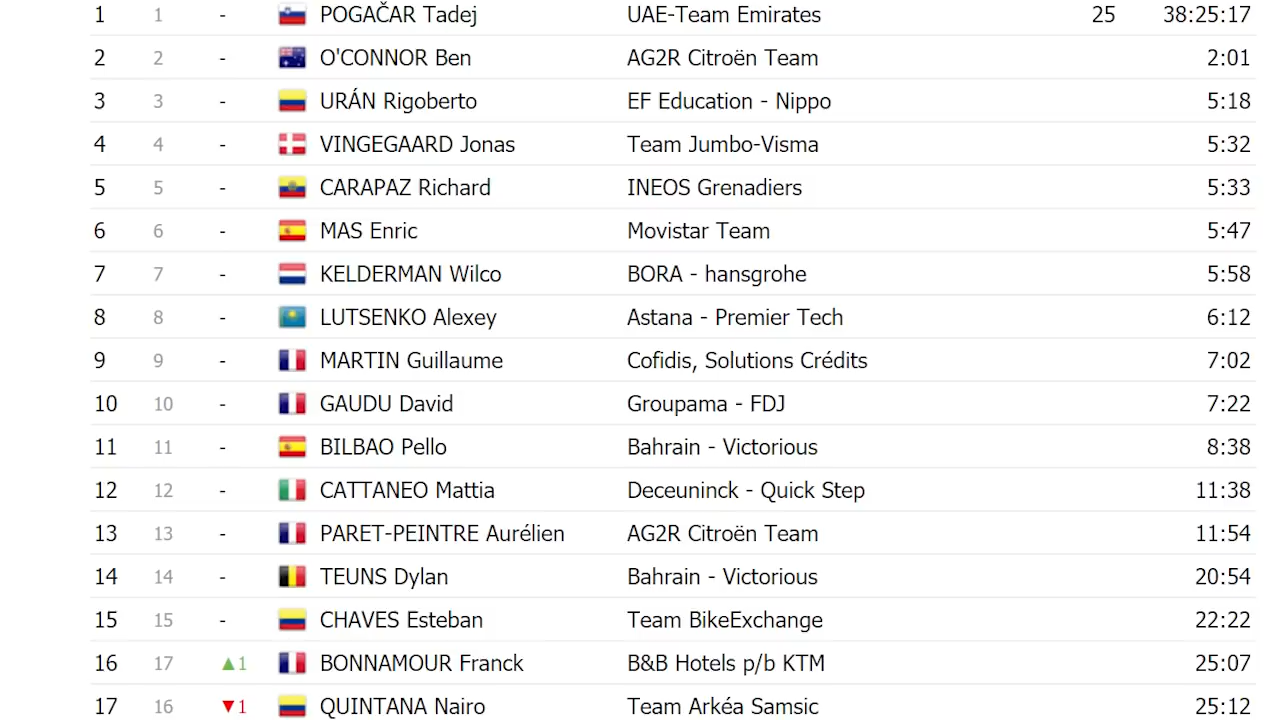 1 1 - POGAČAR Tadej UAE-Team Emirates 25 38:25:17
2 2 - O'CONNOR Ben AG2R Citroën Team 2:01
3 3 - URÁN Rigoberto EF Education - Nippo 5:18
4 4 - VINGEGAARD Jonas Team Jumbo-Visma 5:32
5 5 - CARAPAZ Richard INEOS Grenadiers 5:33
6 6 - MAS Enric Movistar Team 5:47
7 7 - KELDERMAN Wilco BORA - hansgrohe 5:58
8 8 - LUTSENKO Alexey Astana - Premier Tech 6:12
9 9 - MARTIN Guillaume Cofidis, Solutions Crédits 7:02
10 10 - GAUDU David Groupama - FDJ 7:22
11 11 - BILBAO Pello Bahrain - Victorious 8:38
12 12 - CATTANEO Mattia Deceuninck - Quick Step 11:38
13 13 - PARET-PEINTRE Aurélien AG2R Citroën Team 11:54
14 14 - TEUNS Dylan Bahrain - Victorious 20:54
15 15 - CHAVES Esteban Team BikeExchange 22:22
16 17 ▲1 BONNAMOUR Franck B&B Hotels p/b KTM 25:07
17 16 ▼1 QUINTANA Nairo Team Arkéa Samsic 25:12